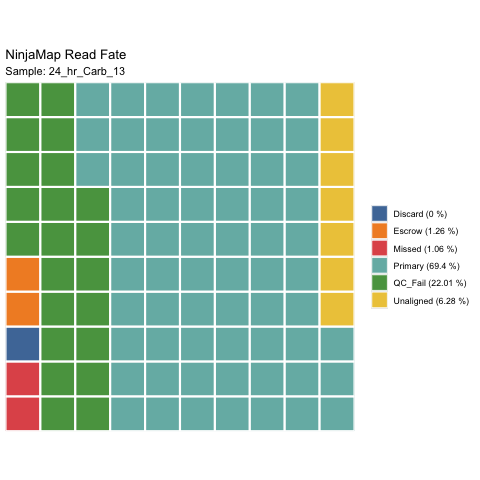 NinjaMap Read Fate
Sample: 24_hr_Carb_13
Discard (0 %)
Escrow (1.26 %)
Missed (1.06 %)
Primary (69.4 %)
QC_Fail (22.01 %)
Unaligned (6.28 %)